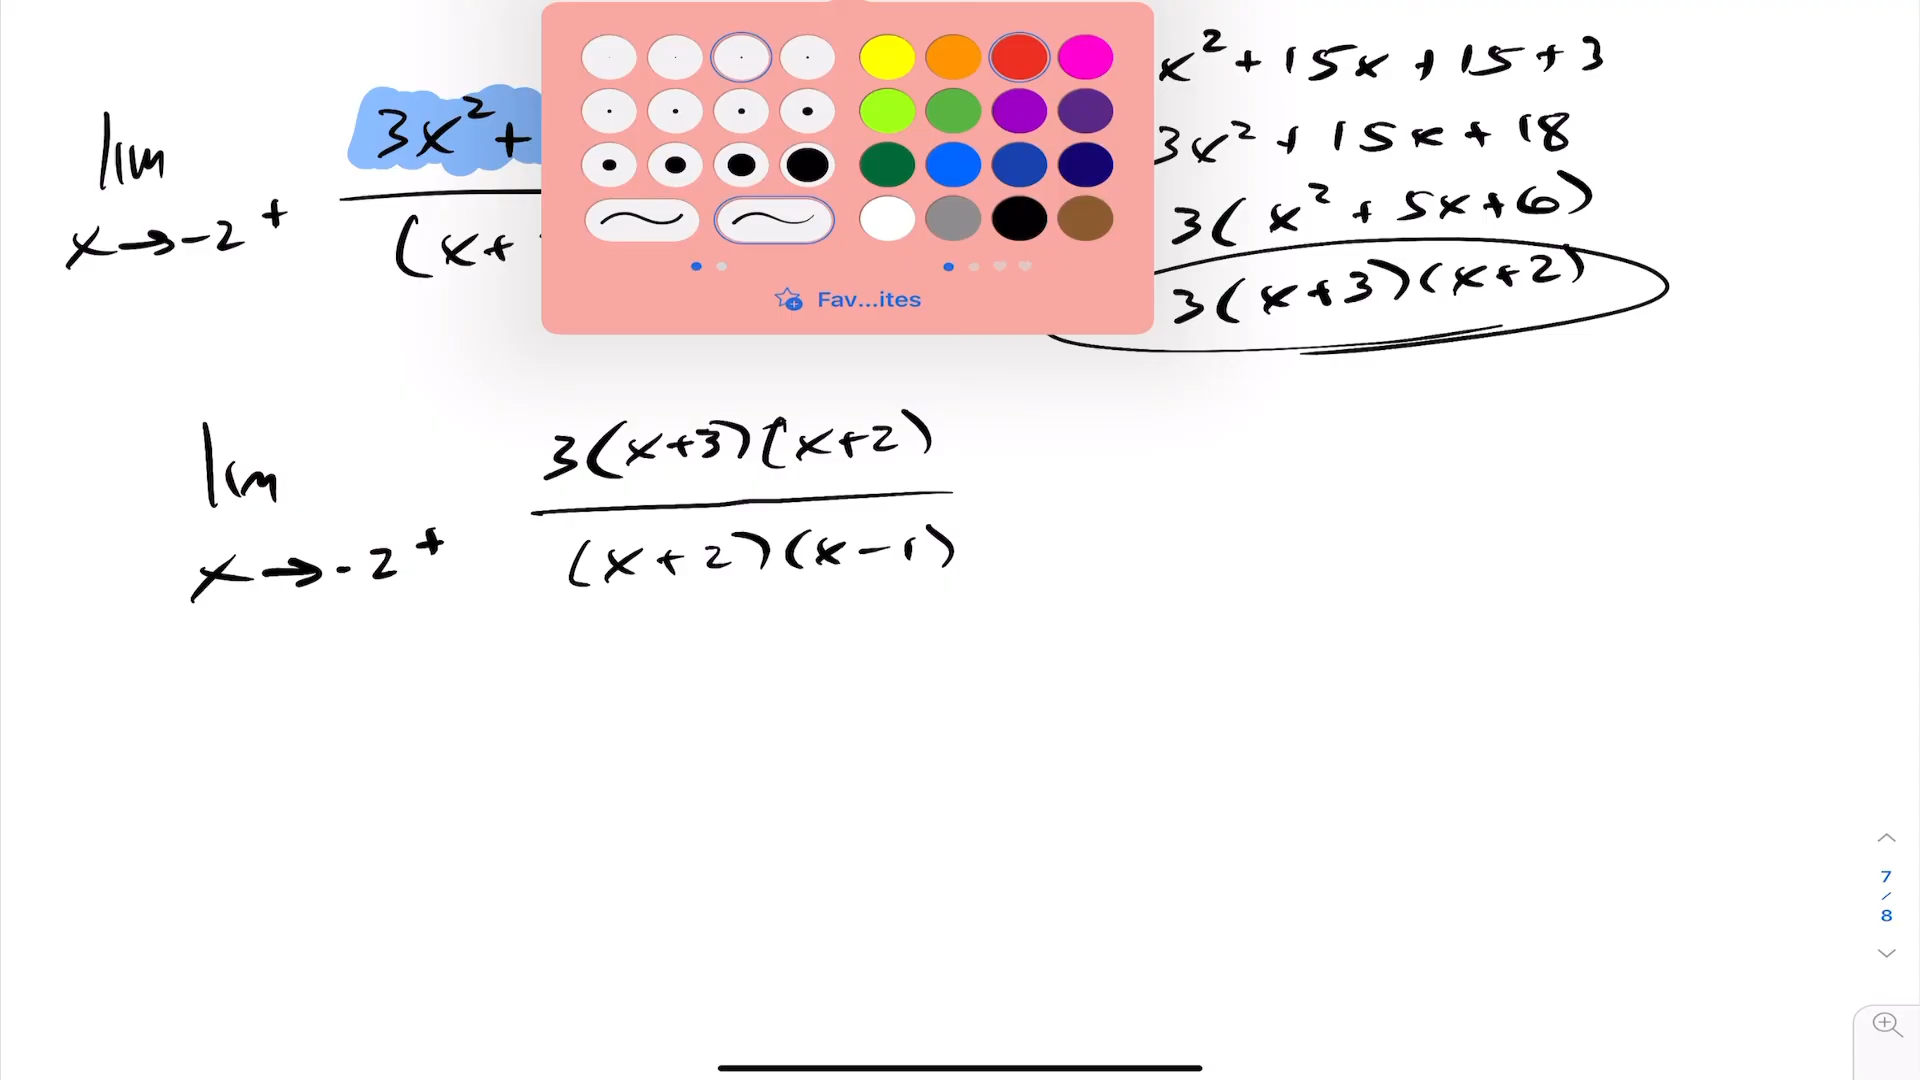 lim x→-2⁺ 3x²+
(x+
x²+15x+15+3
3x²+15x+18
3(x²+5x+6)
3(x+3)(x+2)
Fav...ites
lim x→-2⁺ 3(x+3)(x+2)
(x+2)(x-1)
7
/
8